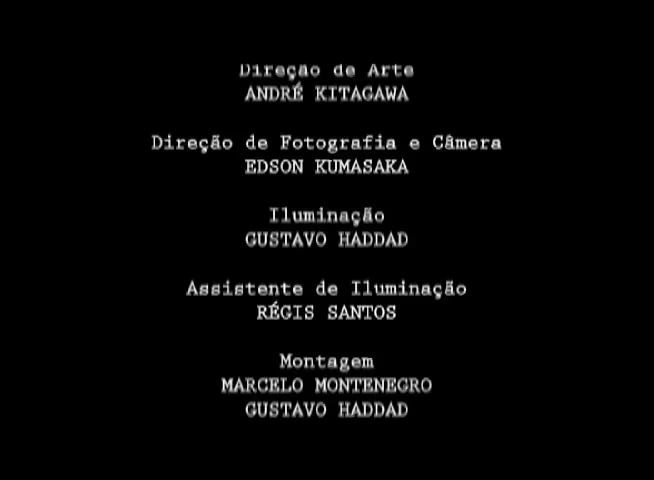 Direção de Arte
ANDRÉ KITAGAWA
Direção de Fotografia e Câmera
EDSON KUMASAKA
Iluminação
GUSTAVO HADDAD
Assistente de Iluminação
RÉGIS SANTOS
Montagem
MARCELO MONTENEGRO
GUSTAVO HADDAD